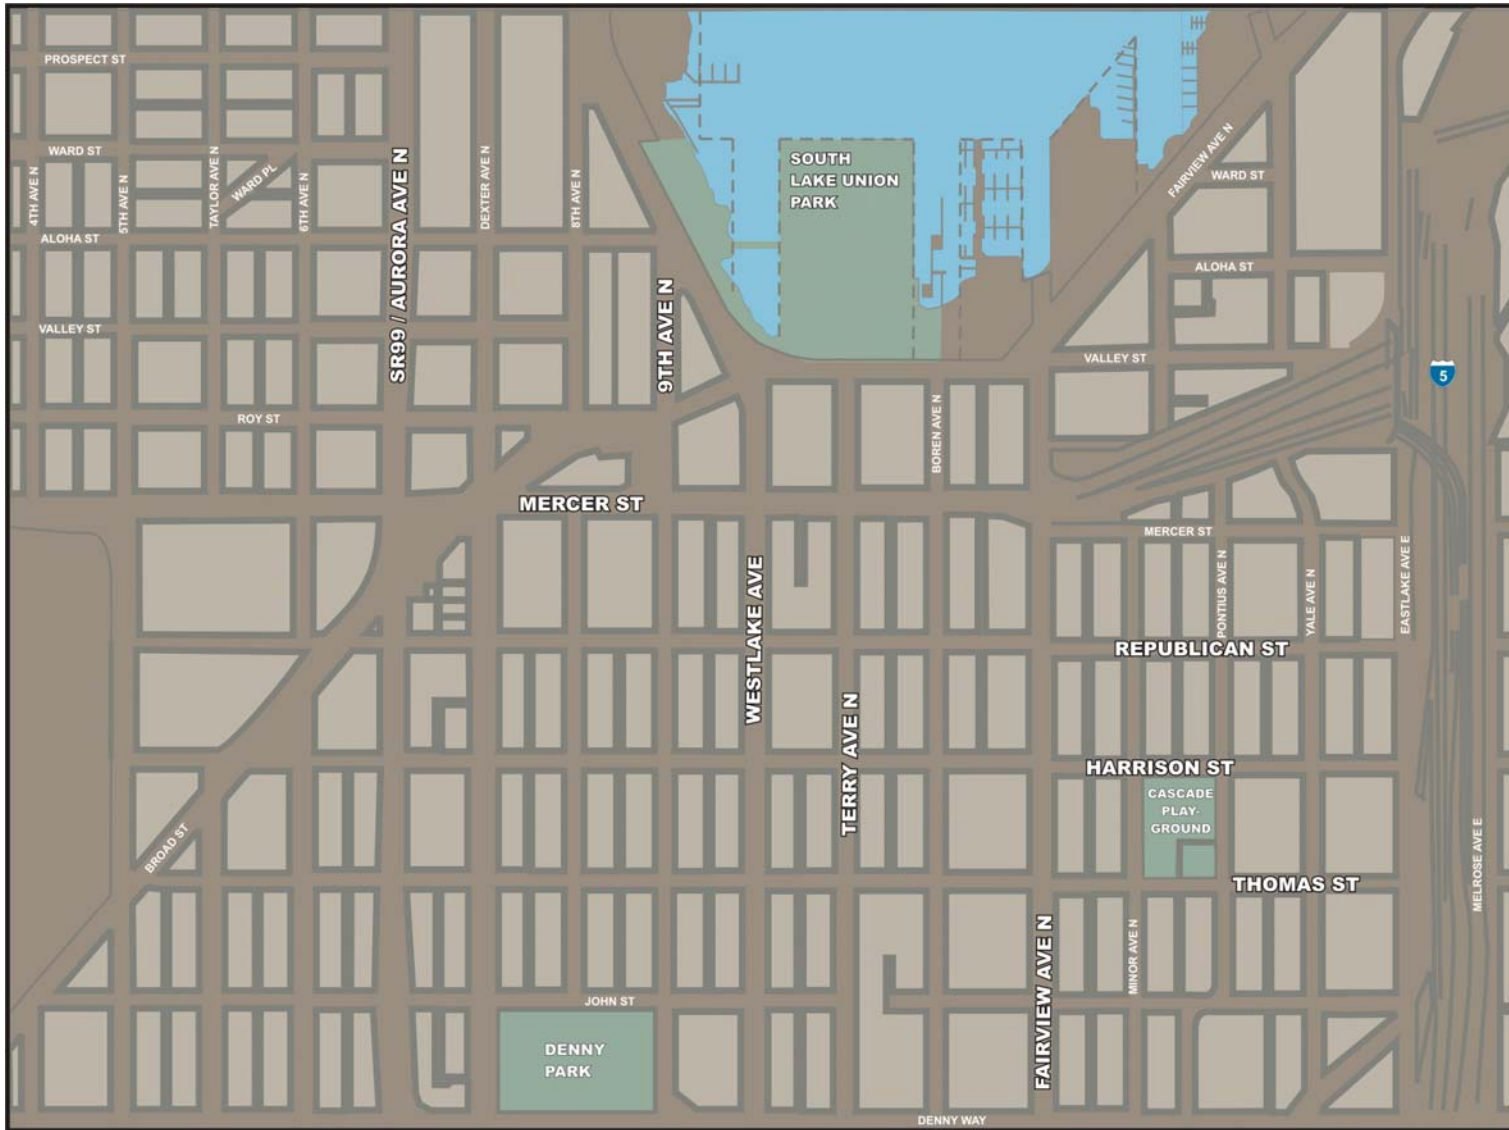 PROSPECT ST
WARD ST
4TH AVE N
5TH AVE N
TAYLOR AVE N
WARD PL
6TH AVE N
SR99 / AURORA AVE N
DEXTER AVE N
8TH AVE N
SOUTH
LAKE UNION
PARK
FAIRVIEW AVE N
WARD ST
ALOHA ST
ALOHA ST
9TH AVE N
VALLEY ST
VALLEY ST
5
ROY ST
BOREN AVE N
MERCER ST
MERCER ST
WESTLAKE AVE
PONTIUS AVE N
YALE AVE N
EASTLAKE AVE E
REPUBLICAN ST
TERRY AVE N
HARRISON ST
CASCADE
PLAY-
GROUND
BROAD ST
MELROSE AVE E
THOMAS ST
FAIRVIEW AVE N
MINOR AVE N
JOHN ST
DENNY
PARK
DENNY WAY